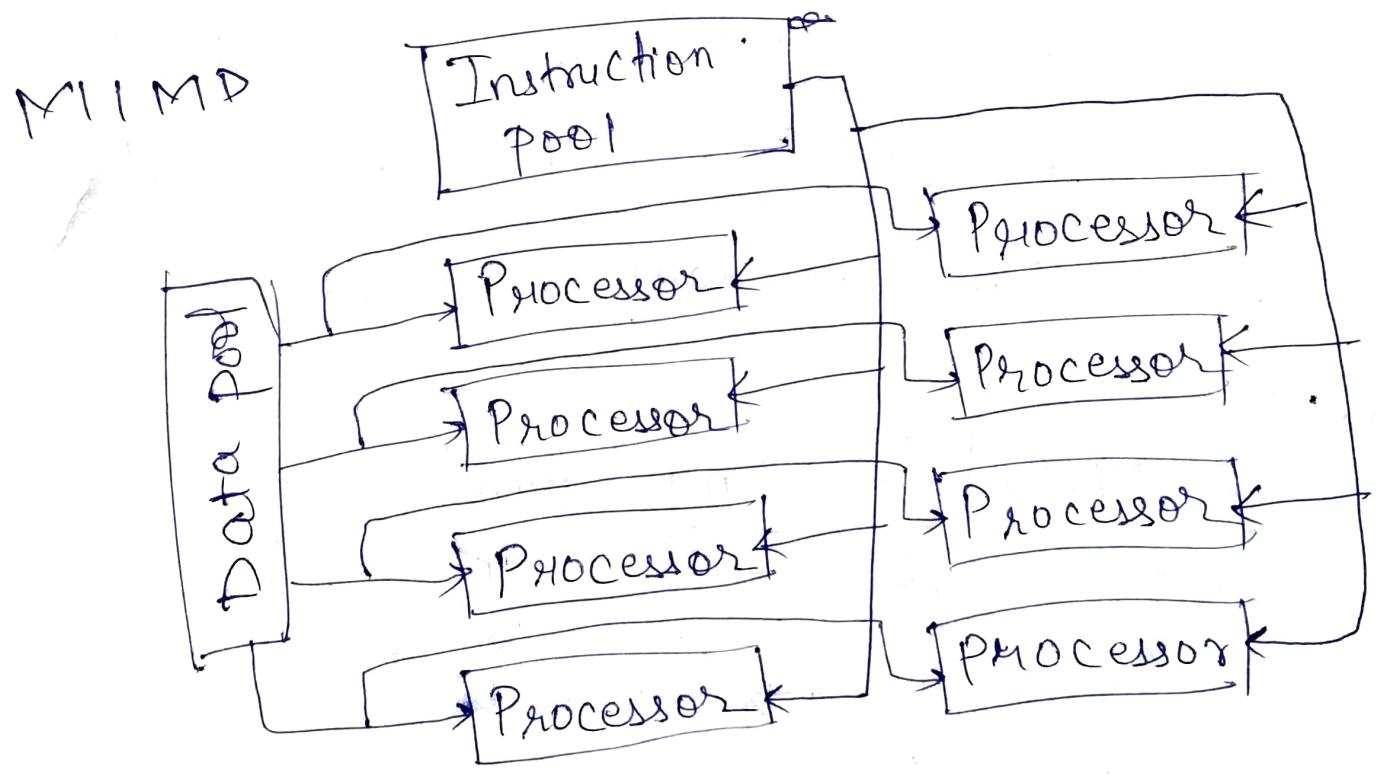 MIMD
Instruction
pool
Processor
Processor
Processor
Processor
Data pool
Processor
Processor
Processor
Processor